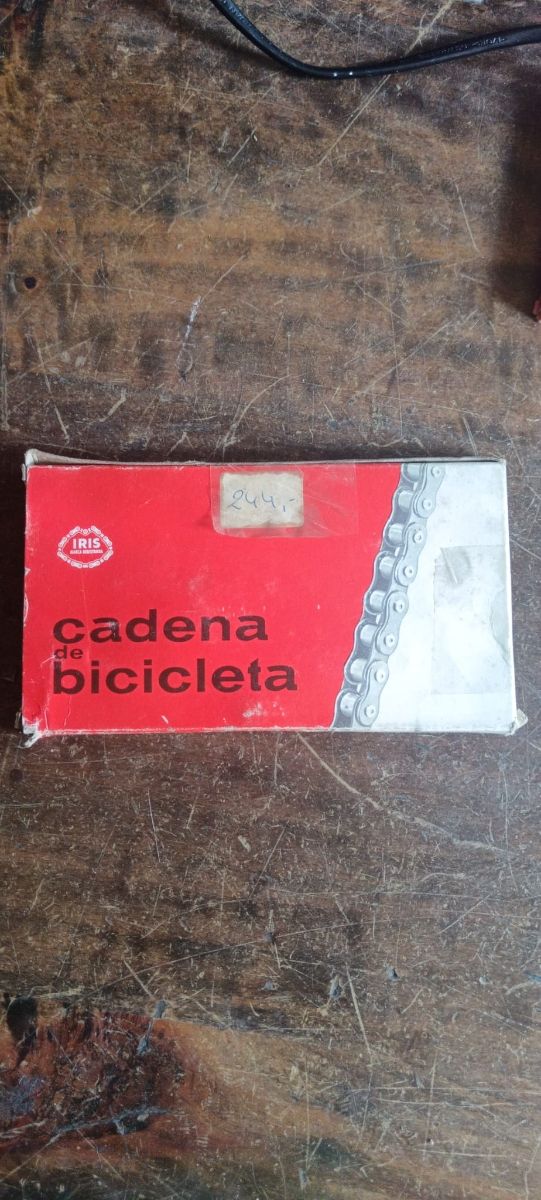 244,-
IRIS
MARCA REGISTRADA
cadena
de
bicicleta